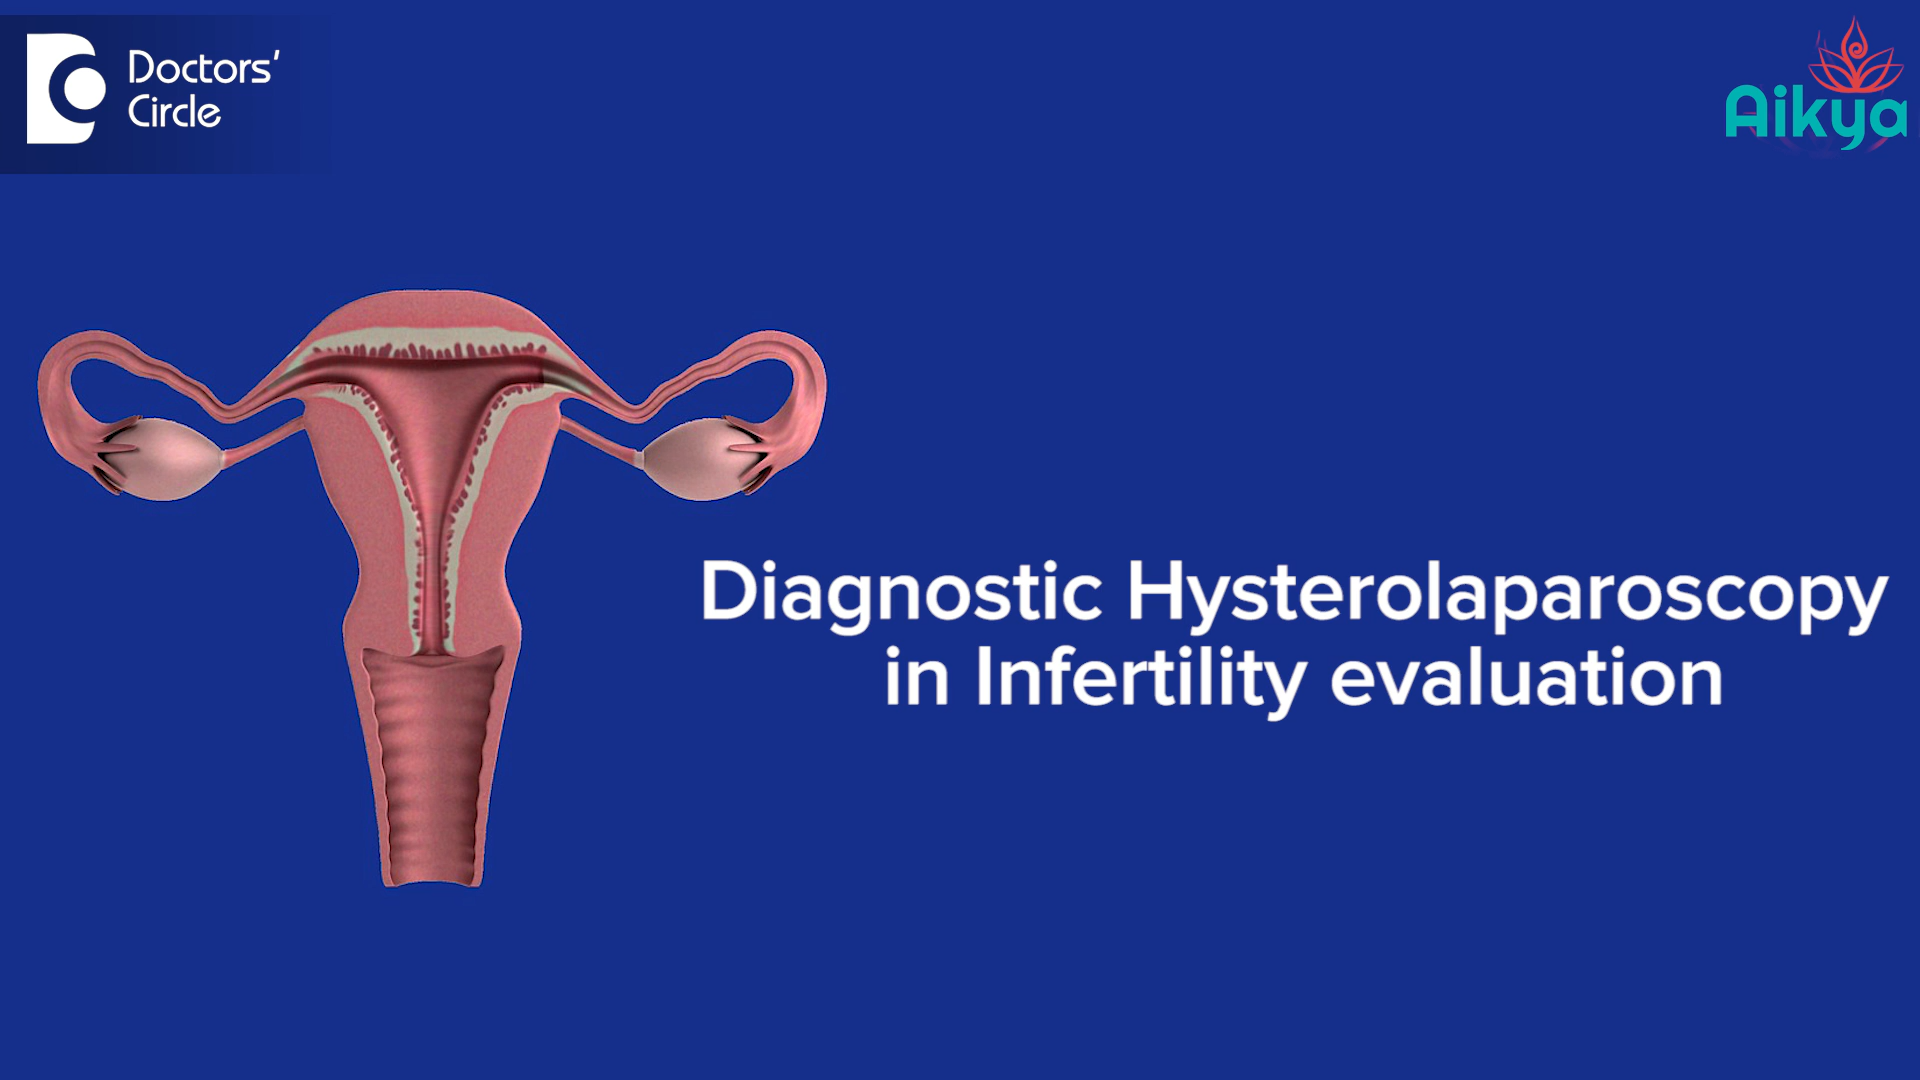 Doctors'
Circle
Aikya
Diagnostic Hysterolaparoscopy
in Infertility evaluation